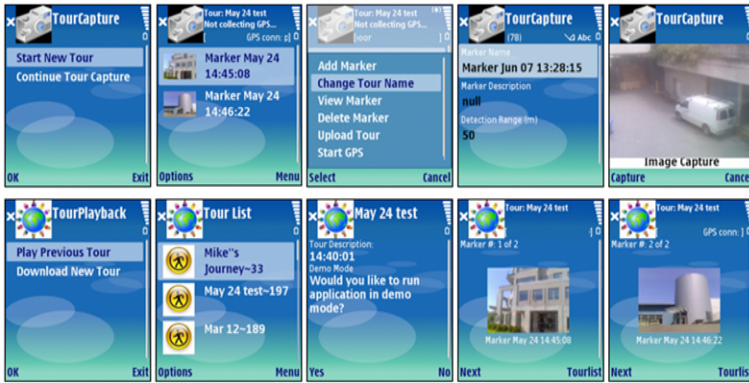 TourCapture
Start New Tour
Continue Tour Capture
OK Exit
Tour: May 24 test
Not collecting GPS...
GPS conn: p]
Marker May 24
14:45:08
Marker May 24
14:46:22
Options Menu
Tour: May 24 test
Not collecting GPS...
Add Marker
Change Tour Name
View Marker
Delete Marker
Upload Tour
Start GPS
Select Cancel
TourCapture
(78) Abc
Marker Name
Marker Jun 07 13:28:15
Marker Description
null
Detection Range (m)
50
TourCapture
Image Capture
Capture Cance
TourPlayback
Play Previous Tour
Download New Tour
OK Exit
Tour List
Mike"s
Journey~33
May 24 test~197
Mar 12~189
Options Menu
May 24 test
Tour Description:
14:40:01
Demo Mode
Would you like to run
application in demo
mode?
Yes No
Tour: May 24 test
Marker #: 1 of 2
Marker May 24 14:45:08
Next Tourlist
Tour: May 24 test
GPS conn: ]
Marker #: 2 of 2
Marker May 24 14:46:22
Next Tourlis